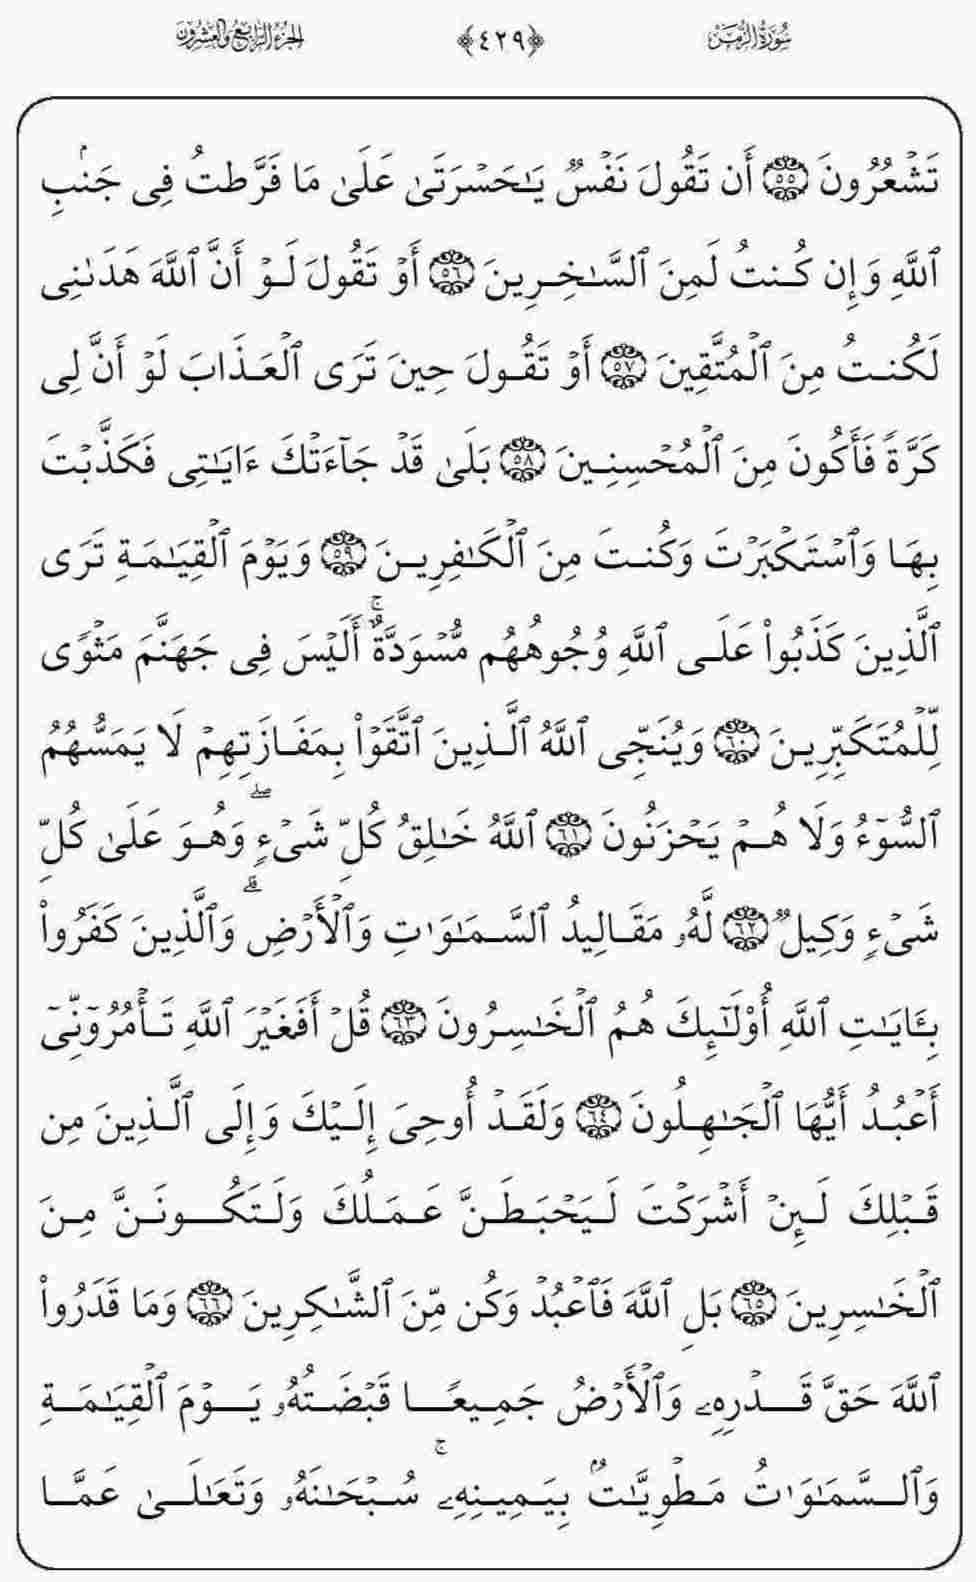 سُورَةُ الزُّمَر ﴿٤٢٩﴾ الجُزْءُ الرَّابِعُ وَالعِشْرُونَ
تَشْعُرُونَ ٥٥ أَن تَقُولَ نَفْسٌ يَٰحَسْرَتَىٰ عَلَىٰ مَا فَرَّطتُ فِى جَنۢبِ
ٱللَّهِ وَإِن كُنتُ لَمِنَ ٱلسَّٰخِرِينَ ٥٦ أَوْ تَقُولَ لَوْ أَنَّ ٱللَّهَ هَدَىٰنِى
لَكُنتُ مِنَ ٱلْمُتَّقِينَ ٥٧ أَوْ تَقُولَ حِينَ تَرَى ٱلْعَذَابَ لَوْ أَنَّ لِى
كَرَّةً فَأَكُونَ مِنَ ٱلْمُحْسِنِينَ ٥٨ بَلَىٰ قَدْ جَآءَتْكَ ءَايَٰتِى فَكَذَّبْتَ
بِهَا وَٱسْتَكْبَرْتَ وَكُنتَ مِنَ ٱلْكَٰفِرِينَ ٥٩ وَيَوْمَ ٱلْقِيَٰمَةِ تَرَى
ٱلَّذِينَ كَذَبُوا۟ عَلَى ٱللَّهِ وُجُوهُهُم مُّسْوَدَّةٌ ۚ أَلَيْسَ فِى جَهَنَّمَ مَثْوًى
لِّلْمُتَكَبِّرِينَ ٦٠ وَيُنَجِّى ٱللَّهُ ٱلَّذِينَ ٱتَّقَوْا۟ بِمَفَازَتِهِمْ لَا يَمَسُّهُمُ
ٱلسُّوٓءُ وَلَا هُمْ يَحْزَنُونَ ٦١ ٱللَّهُ خَٰلِقُ كُلِّ شَىْءٍ ۖ وَهُوَ عَلَىٰ كُلِّ
شَىْءٍ وَكِيلٌ ٦٢ لَّهُۥ مَقَالِيدُ ٱلسَّمَٰوَٰتِ وَٱلْأَرْضِ ۗ وَٱلَّذِينَ كَفَرُوا۟
بِـَٔايَٰتِ ٱللَّهِ أُو۟لَٰٓئِكَ هُمُ ٱلْخَٰسِرُونَ ٦٣ قُلْ أَفَغَيْرَ ٱللَّهِ تَأْمُرُوٓنِّىٓ
أَعْبُدُ أَيُّهَا ٱلْجَٰهِلُونَ ٦٤ وَلَقَدْ أُوحِىَ إِلَيْكَ وَإِلَى ٱلَّذِينَ مِن
قَبْلِكَ لَئِنْ أَشْرَكْتَ لَيَحْبَطَنَّ عَمَلُكَ وَلَتَكُونَنَّ مِنَ
ٱلْخَٰسِرِينَ ٦٥ بَلِ ٱللَّهَ فَٱعْبُدْ وَكُن مِّنَ ٱلشَّٰكِرِينَ ٦٦ وَمَا قَدَرُوا۟
ٱللَّهَ حَقَّ قَدْرِهِۦ وَٱلْأَرْضُ جَمِيعًا قَبْضَتُهُۥ يَوْمَ ٱلْقِيَٰمَةِ
وَٱلسَّمَٰوَٰتُ مَطْوِيَّٰتٌۢ بِيَمِينِهِۦ ۚ سُبْحَٰنَهُۥ وَتَعَٰلَىٰ عَمَّا